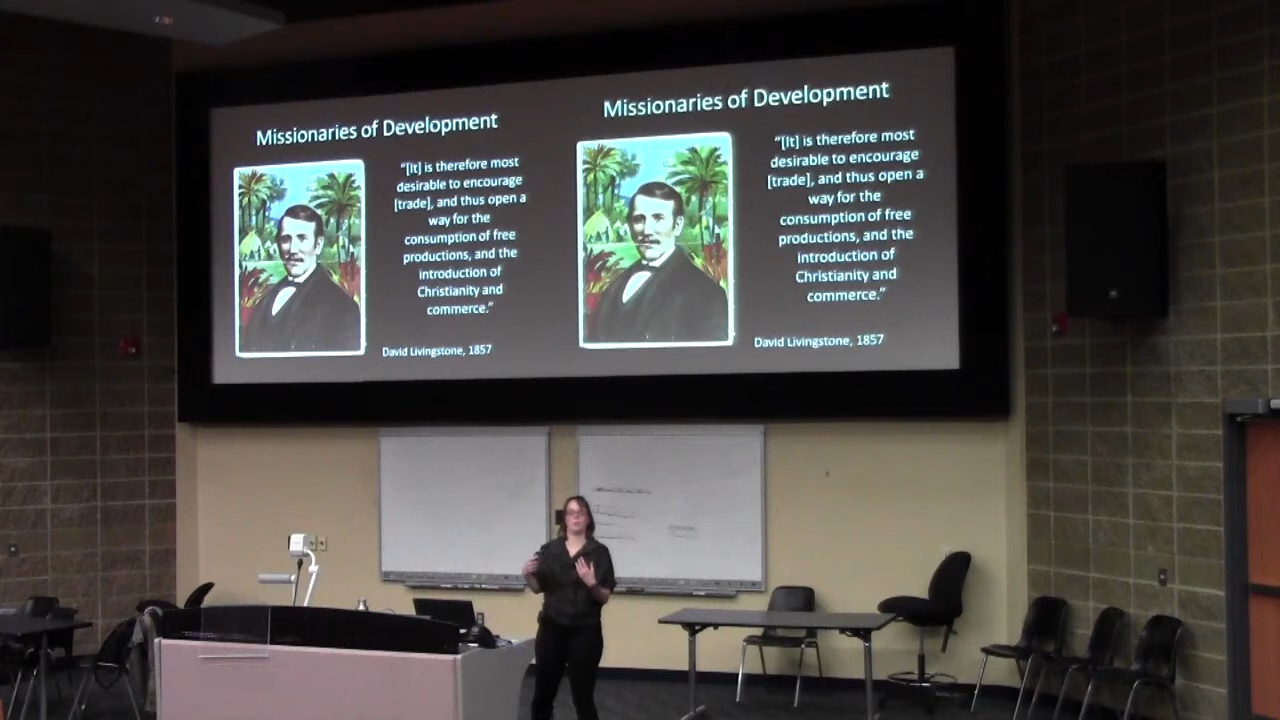 Missionaries of Development
"[It] is therefore most
desirable to encourage
[trade], and thus open a
way for the
consumption of free
productions, and the
introduction of
Christianity and
commerce."
David Livingstone, 1857
Missionaries of Development
"[It] is therefore most
desirable to encourage
[trade], and thus open a
way for the
consumption of free
productions, and the
introduction of
Christianity and
commerce."
David Livingstone, 1857